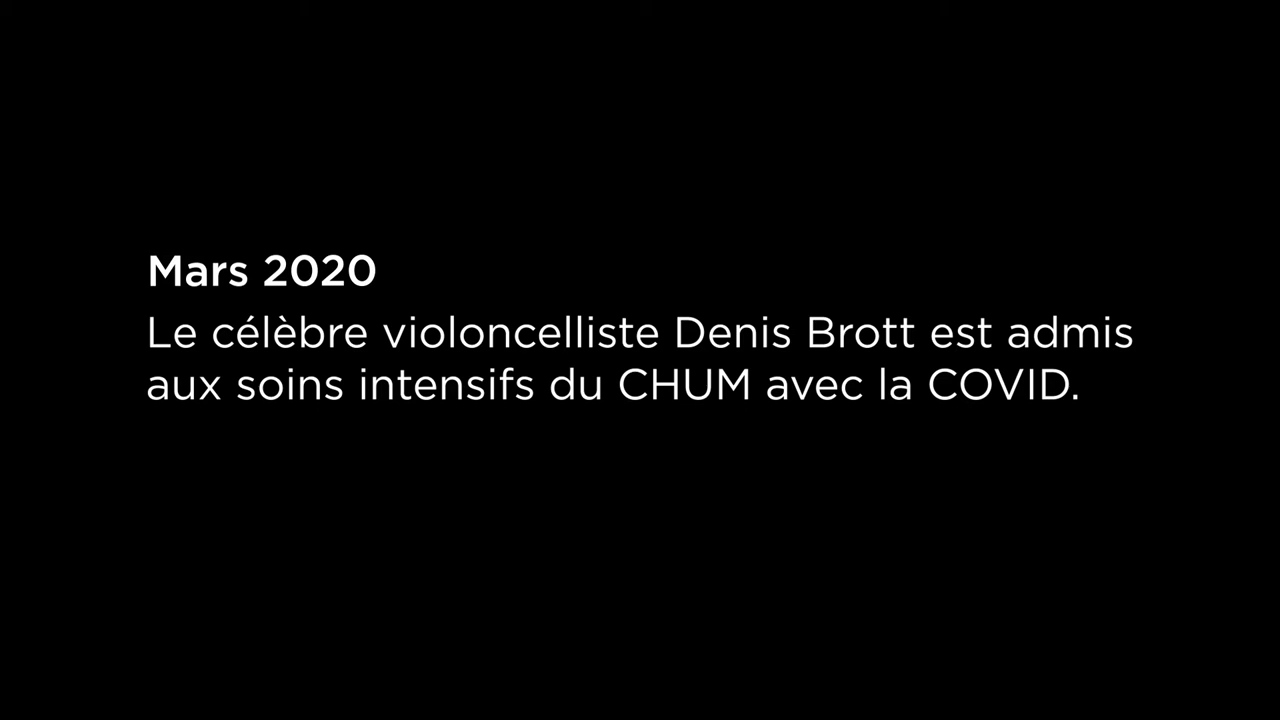 Mars 2020
Le célèbre violoncelliste Denis Brott est admis
aux soins intensifs du CHUM avec la COVID.